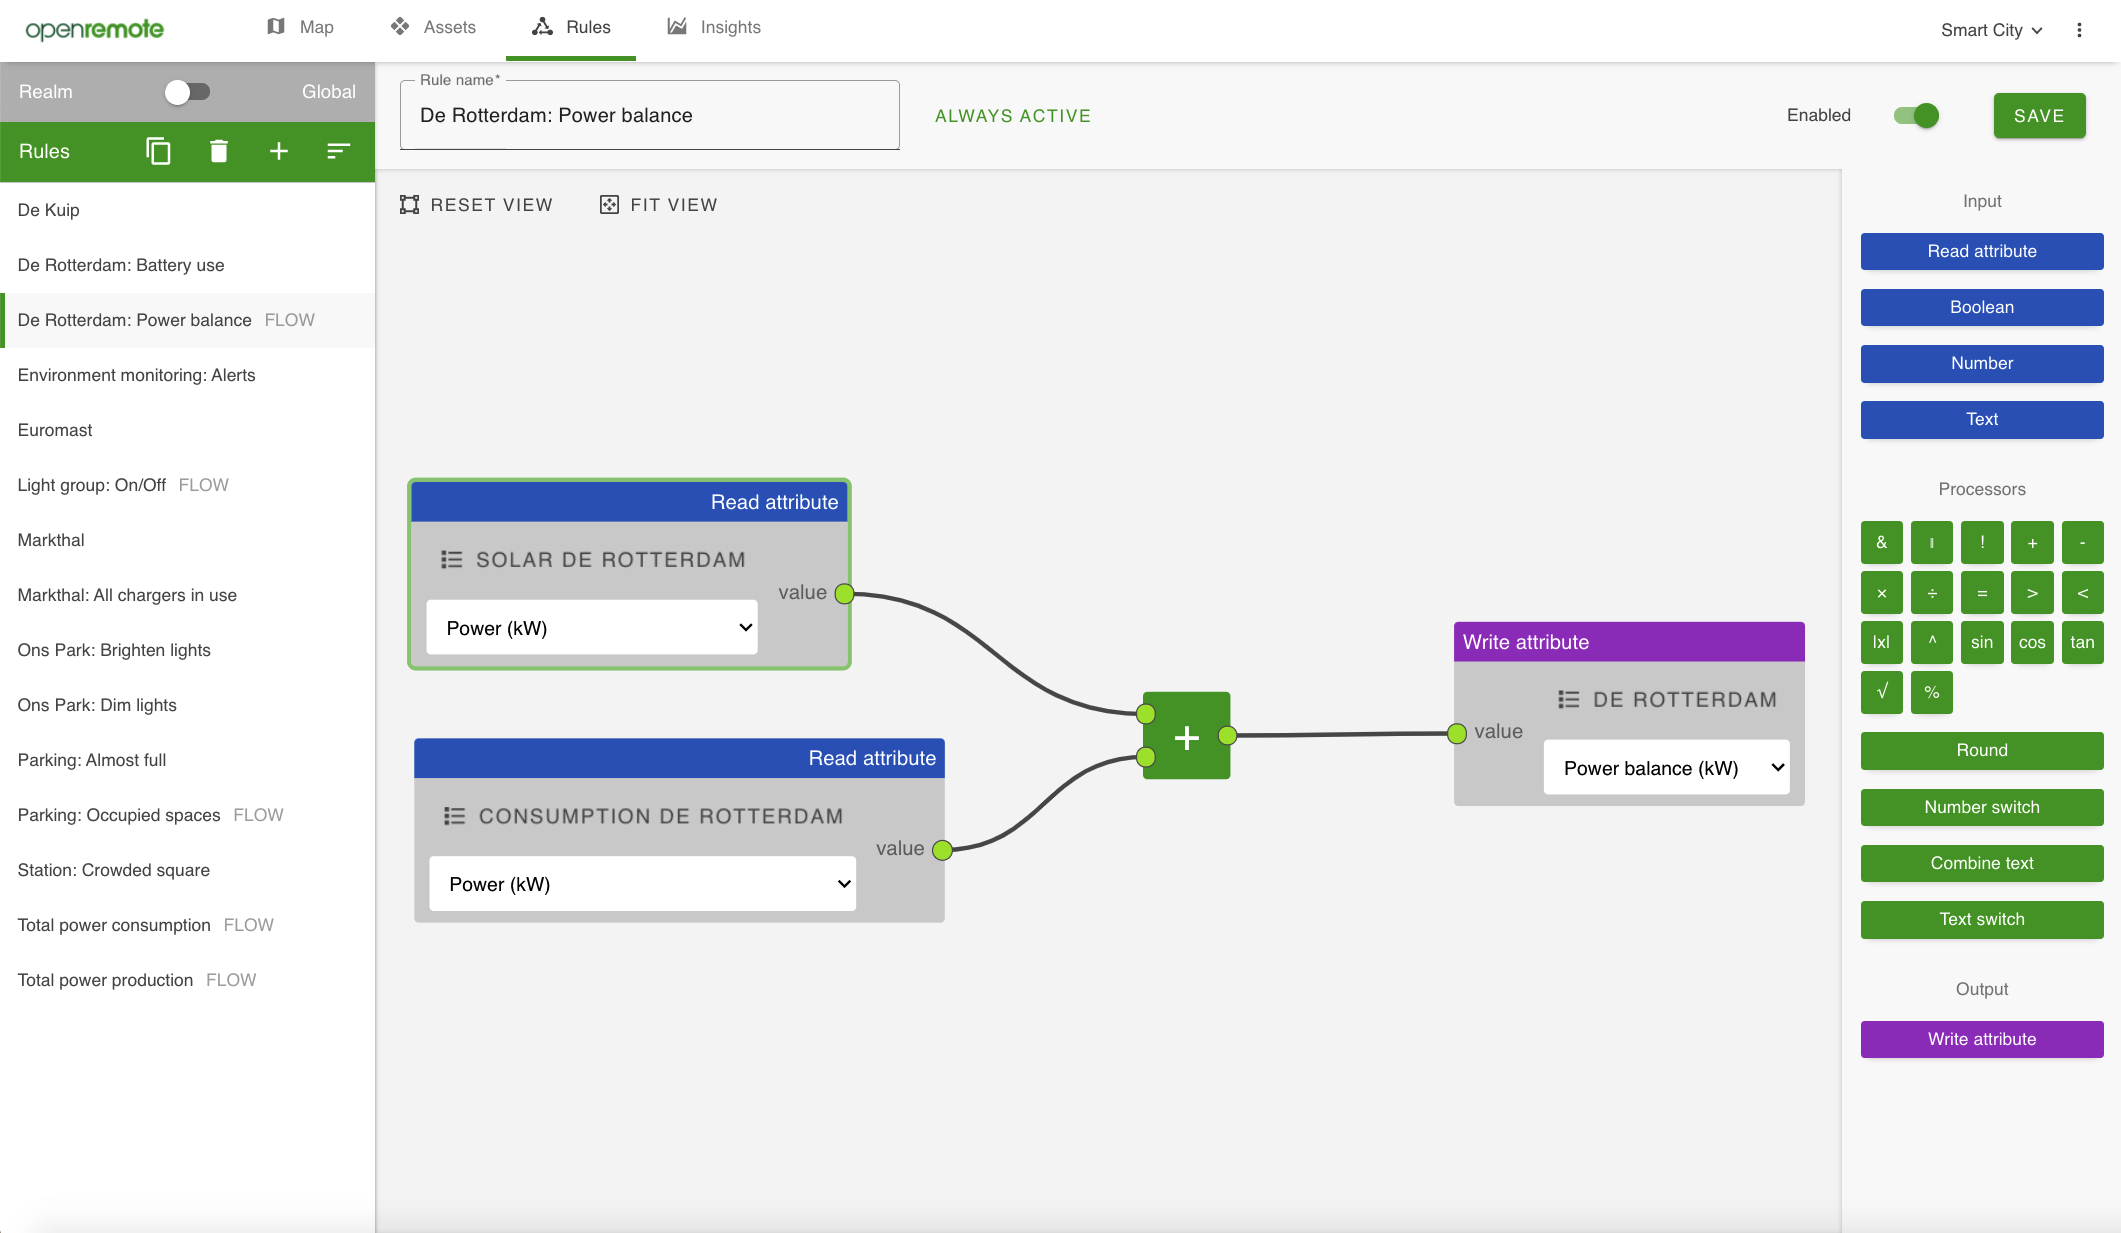 openremote
Map
Assets
Rules
Insights
Smart City
Realm
Global
Rules
De Kuip
De Rotterdam: Battery use
De Rotterdam: Power balance FLOW
Environment monitoring: Alerts
Euromast
Light group: On/Off FLOW
Markthal
Markthal: All chargers in use
Ons Park: Brighten lights
Ons Park: Dim lights
Parking: Almost full
Parking: Occupied spaces FLOW
Station: Crowded square
Total power consumption FLOW
Total power production FLOW
Rule name*
De Rotterdam: Power balance
ALWAYS ACTIVE
Enabled
SAVE
RESET VIEW
FIT VIEW
Read attribute
SOLAR DE ROTTERDAM
value
Power (kW)
Read attribute
CONSUMPTION DE ROTTERDAM
value
Power (kW)
+
Write attribute
DE ROTTERDAM
value
Power balance (kW)
Input
Read attribute
Boolean
Number
Text
Processors
& ‖ ! + -
× ÷ = > <
|x| ^ sin cos tan
√ %
Round
Number switch
Combine text
Text switch
Output
Write attribute